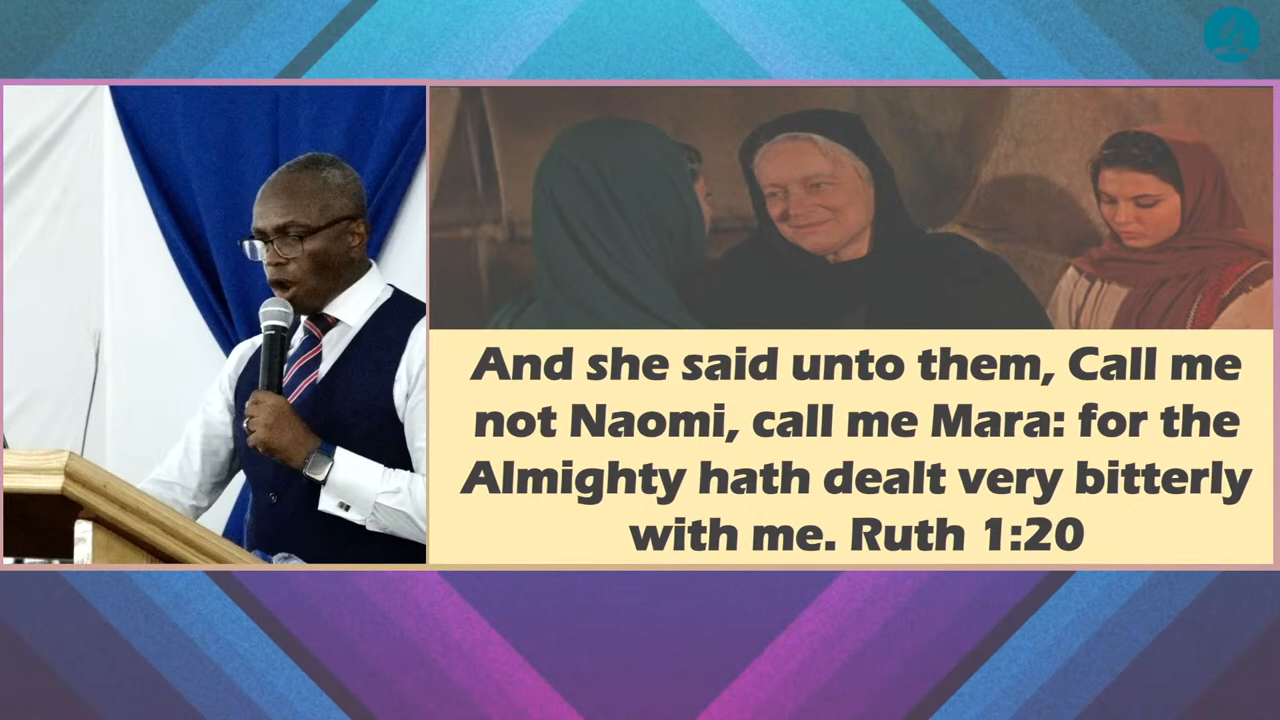 And she said unto them, Call me
not Naomi, call me Mara: for the
Almighty hath dealt very bitterly
with me. Ruth 1:20